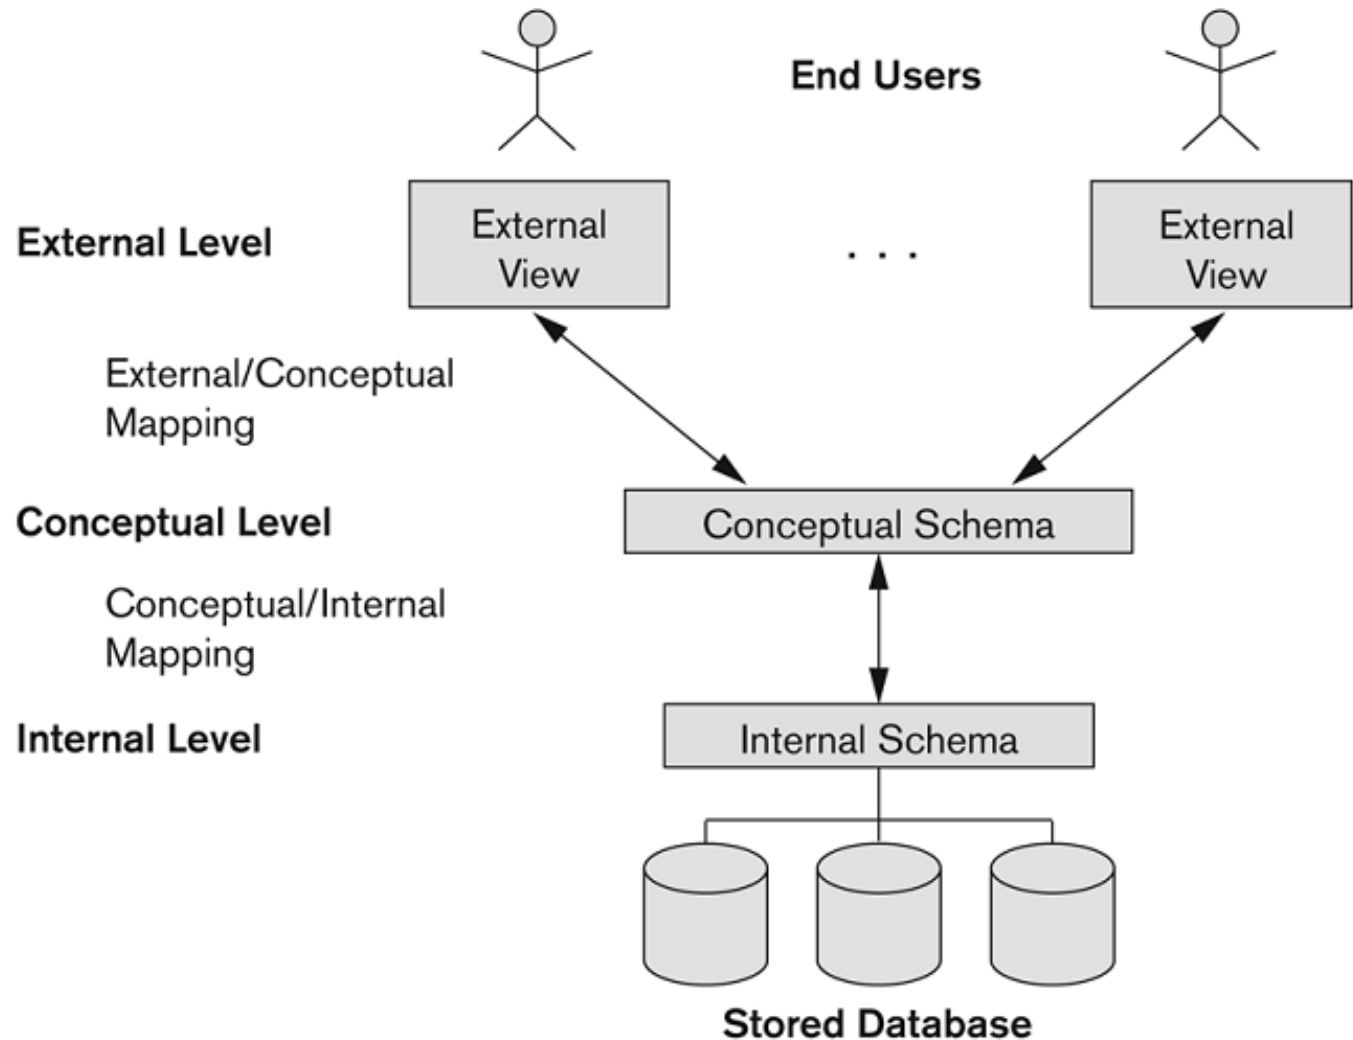 End Users
External Level
External
View
. . .
External
View
External/Conceptual
Mapping
Conceptual Level
Conceptual Schema
Conceptual/Internal
Mapping
Internal Level
Internal Schema
Stored Database